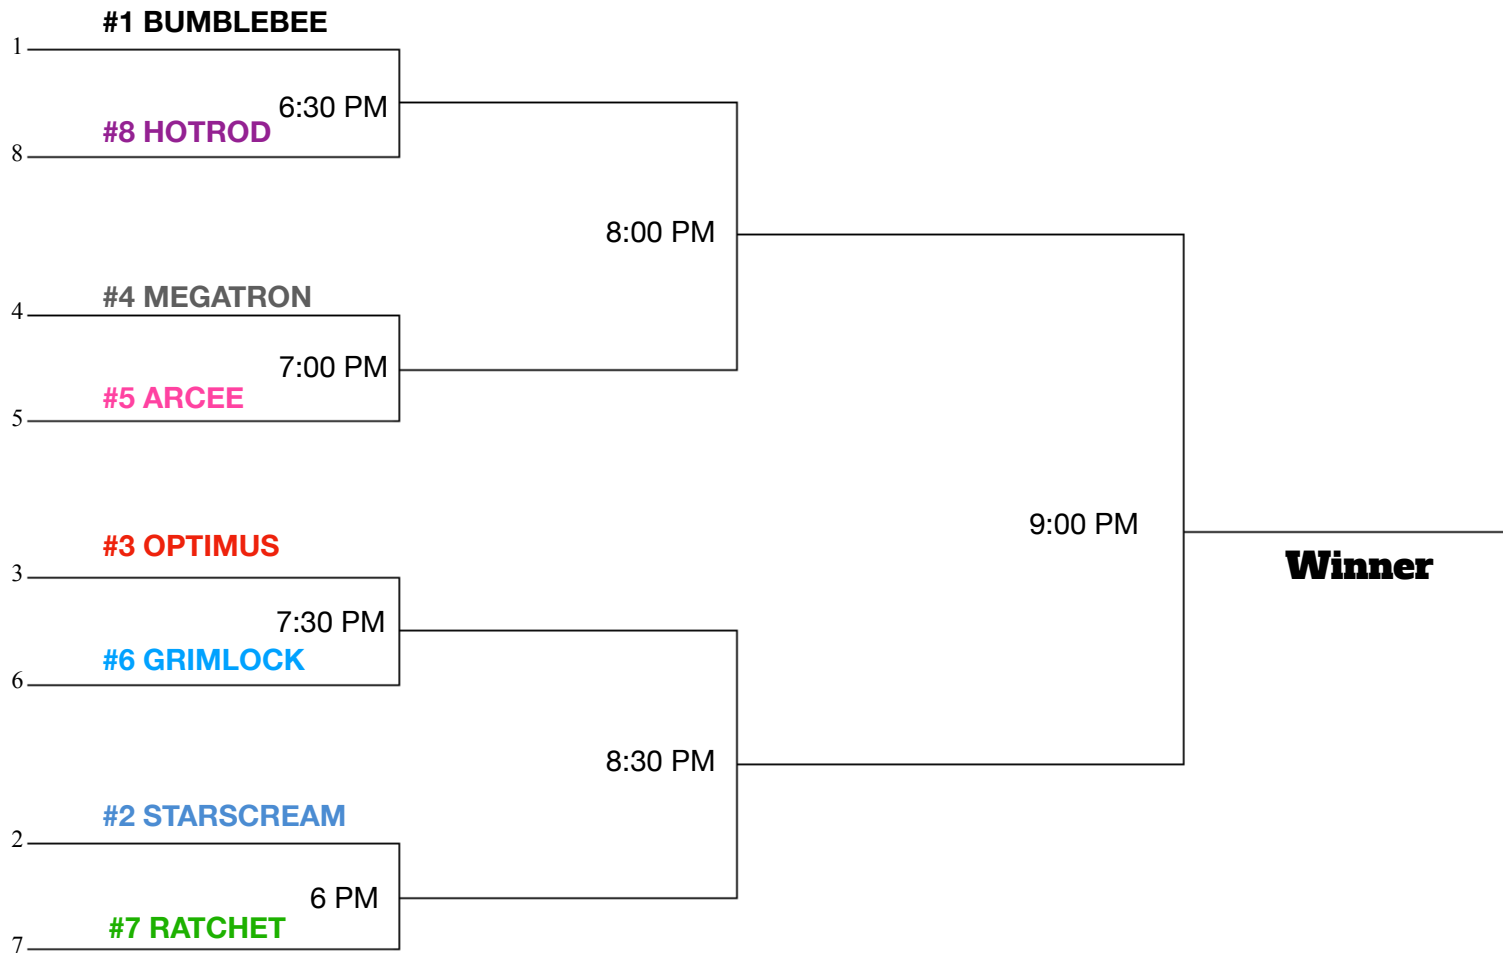 #1 BUMBLEBEE
1
6:30 PM
#8 HOTROD
8
8:00 PM
#4 MEGATRON
4
7:00 PM
#5 ARCEE
5
9:00 PM
Winner
#3 OPTIMUS
3
7:30 PM
#6 GRIMLOCK
6
8:30 PM
#2 STARSCREAM
2
6 PM
#7 RATCHET
7